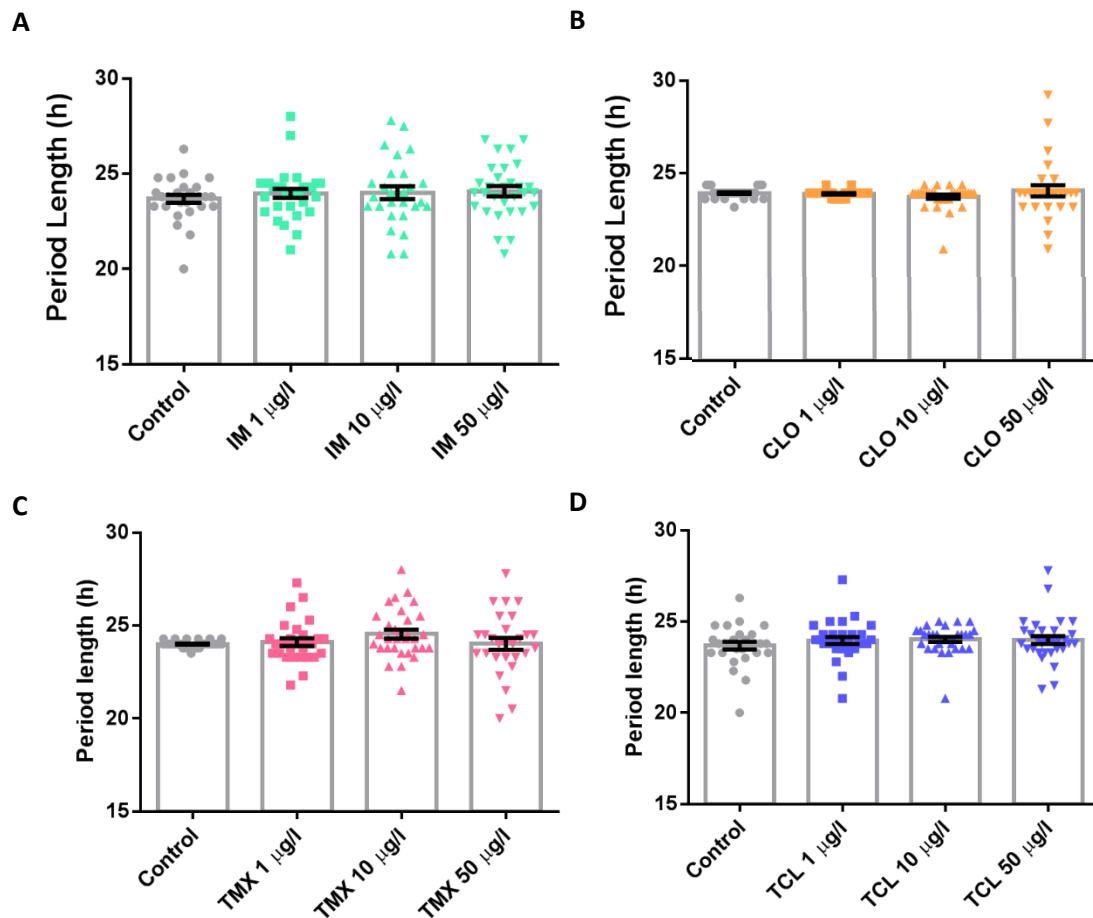 A
Period Length (h)
30
25
20
15
Control
IM 1 μg/l
IM 10 μg/l
IM 50 μg/l
B
Period Length (h)
30
25
20
15
Control
CLO 1 μg/l
CLO 10 μg/l
CLO 50 μg/l
C
Period length (h)
30
25
20
15
Control
TMX 1 μg/l
TMX 10 μg/l
TMX 50 μg/l
D
Period length (h)
30
25
20
15
Control
TCL 1 μg/l
TCL 10 μg/l
TCL 50 μg/l